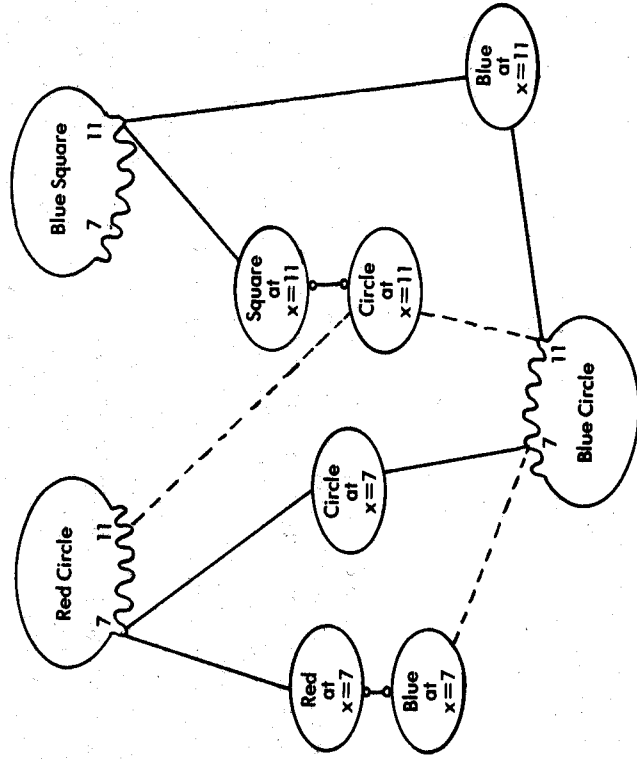 Red Circle
7
11
Blue Square
7
11
Red
at
x=7
Blue
at
x=7
Circle
at
x=7
Square
at
x=11
Circle
at
x=11
Blue
at
x=11
7
11
Blue Circle